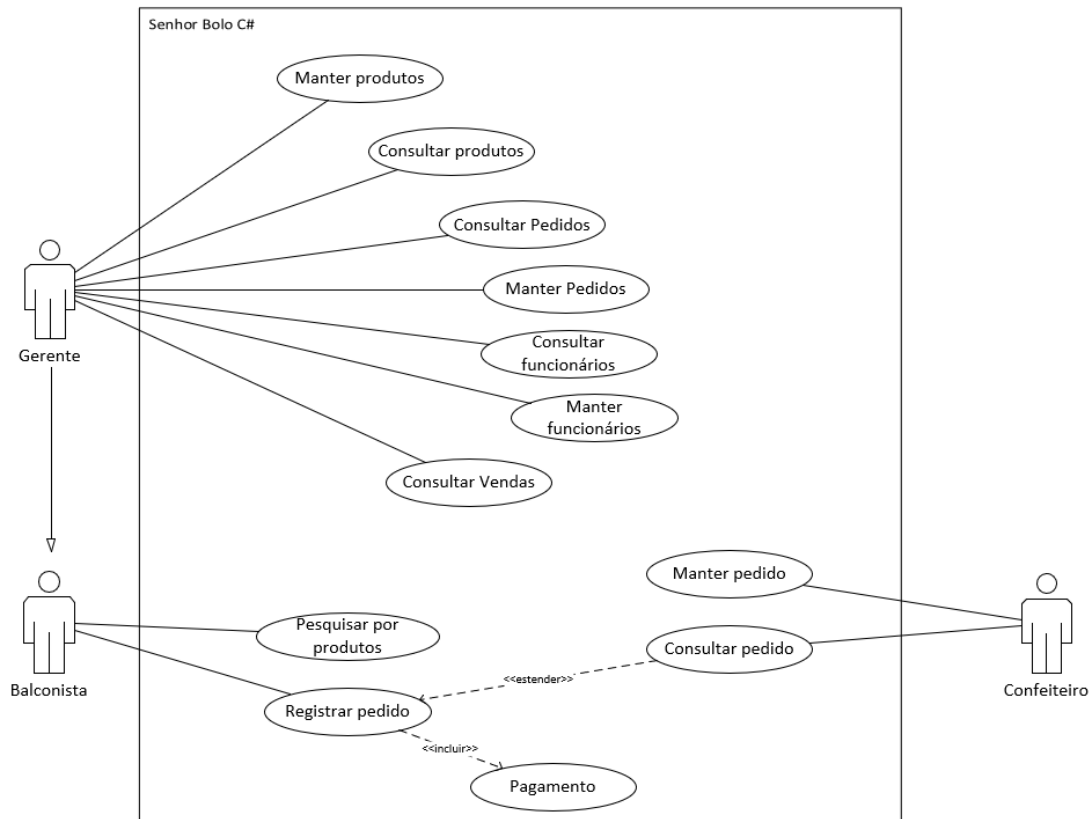 Senhor Bolo C#
Manter produtos
Consultar produtos
Consultar Pedidos
Manter Pedidos
Consultar
funcionários
Manter
funcionários
Consultar Vendas
Gerente
Manter pedido
Pesquisar por
produtos
Consultar pedido
<<estender>>
Balconista
Confeiteiro
Registrar pedido
<<incluir>>
Pagamento